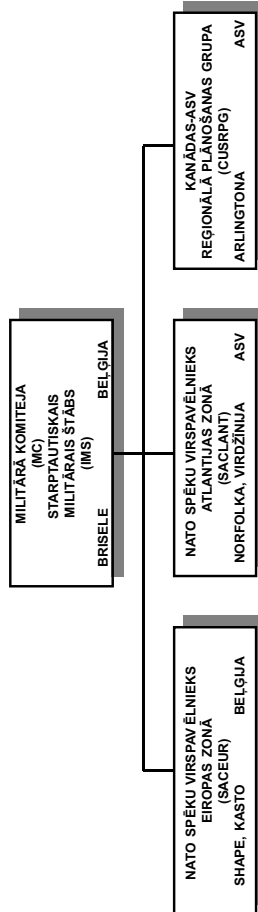 MILITĀRĀ KOMITEJA
(MC)
STARPTAUTISKAIS
MILITĀRAIS ŠTĀBS
(IMS)
BRISELE BEĻĢIJA
NATO SPĒKU VIRSPAVĒLNIEKS
EIROPAS ZONĀ
(SACEUR)
SHAPE, KASTO BEĻĢIJA
NATO SPĒKU VIRSPAVĒLNIEKS
ATLANTIJAS ZONĀ
(SACLANT)
NORFOLKA, VIRDŽĪNIJA ASV
KANĀDAS-ASV
REĢIONĀLĀ PLĀNOŠANAS GRUPA
(CUSRPG)
ARLINGTONA ASV